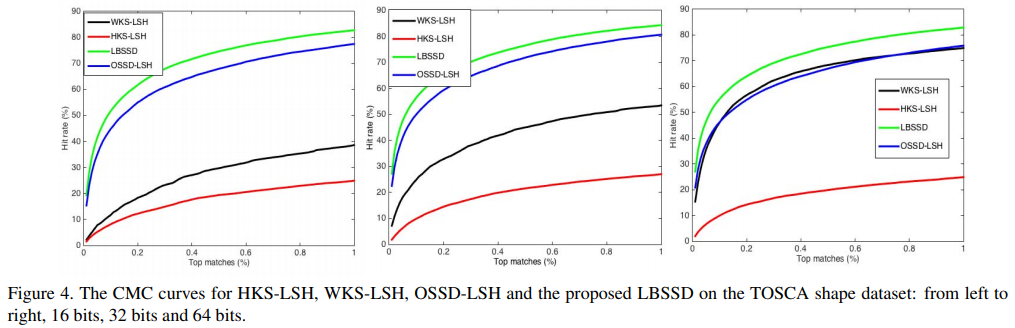 90
80
70
60
50
40
30
20
10
0
Hit rate (%)
WKS-LSH
HKS-LSH
LBSSD
OSSD-LSH
0 0.2 0.4 0.6 0.8 1
Top matches (%)
90
80
70
60
50
40
30
20
10
0
Hit rate (%)
WKS-LSH
HKS-LSH
LBSSD
OSSD-LSH
0 0.2 0.4 0.6 0.8 1
Top matches (%)
90
80
70
60
50
40
30
20
10
0
Hit rate (%)
WKS-LSH
HKS-LSH
LBSSD
OSSD-LSH
0 0.2 0.4 0.6 0.8 1
Top matches (%)
Figure 4. The CMC curves for HKS-LSH, WKS-LSH, OSSD-LSH and the proposed LBSSD on the TOSCA shape dataset: from left to
right, 16 bits, 32 bits and 64 bits.